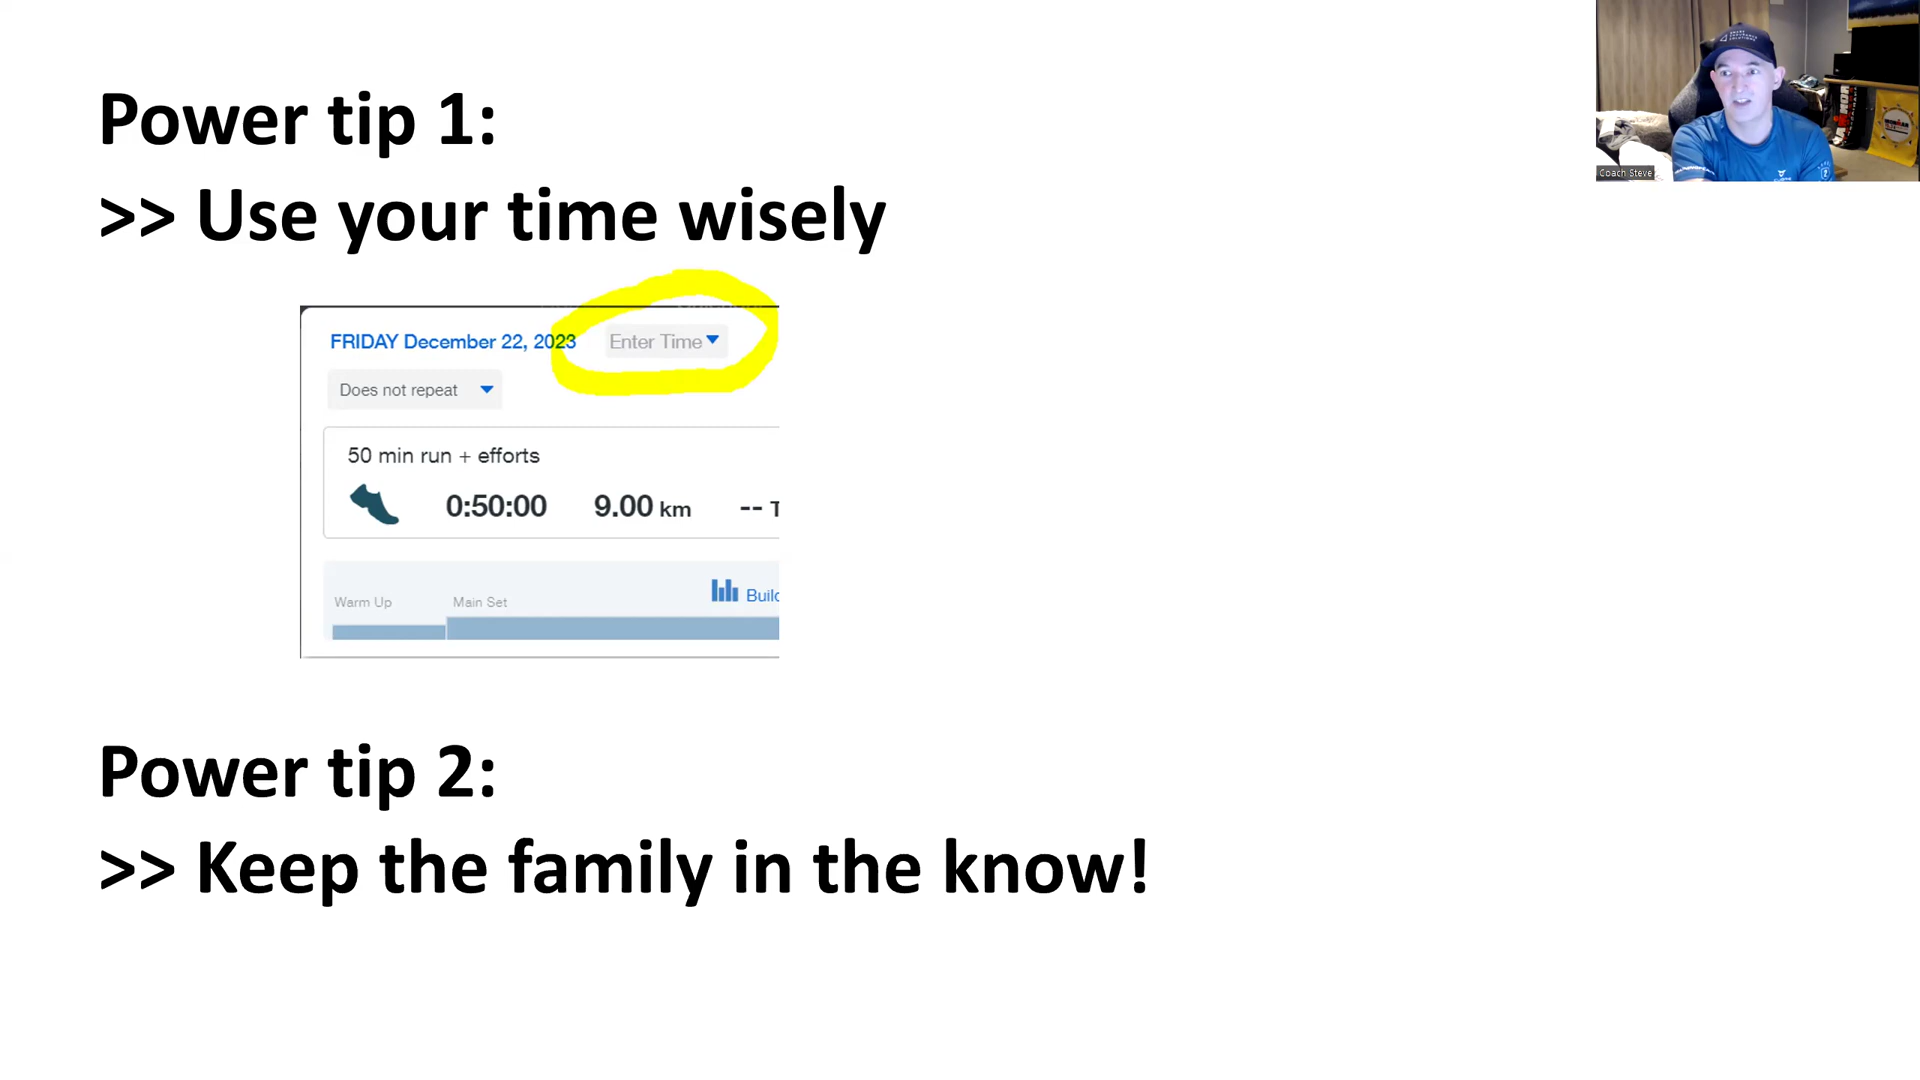 Power tip 1:
>> Use your time wisely
FRIDAY December 22, 2023 Enter Time
Does not repeat
50 min run + efforts
0:50:00 9.00 km -- T
Warm Up Main Set Build
Power tip 2:
>> Keep the family in the know!
Coach Steve